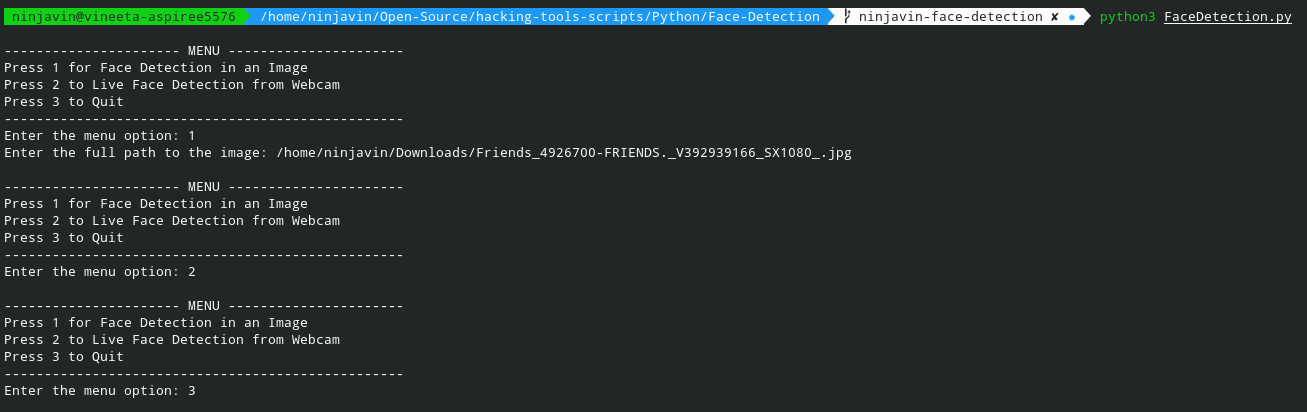 ninjavin@vineeta-aspiree5576 /home/ninjavin/Open-Source/hacking-tools-scripts/Python/Face-Detection ninjavin-face-detection ✘ ● python3 FaceDetection.py
---------------------- MENU ----------------------
Press 1 for Face Detection in an Image
Press 2 to Live Face Detection from Webcam
Press 3 to Quit
--------------------------------------------------
Enter the menu option: 1
Enter the full path to the image: /home/ninjavin/Downloads/Friends_4926700-FRIENDS._V392939166_SX1080_.jpg
---------------------- MENU ----------------------
Press 1 for Face Detection in an Image
Press 2 to Live Face Detection from Webcam
Press 3 to Quit
--------------------------------------------------
Enter the menu option: 2
---------------------- MENU ----------------------
Press 1 for Face Detection in an Image
Press 2 to Live Face Detection from Webcam
Press 3 to Quit
--------------------------------------------------
Enter the menu option: 3